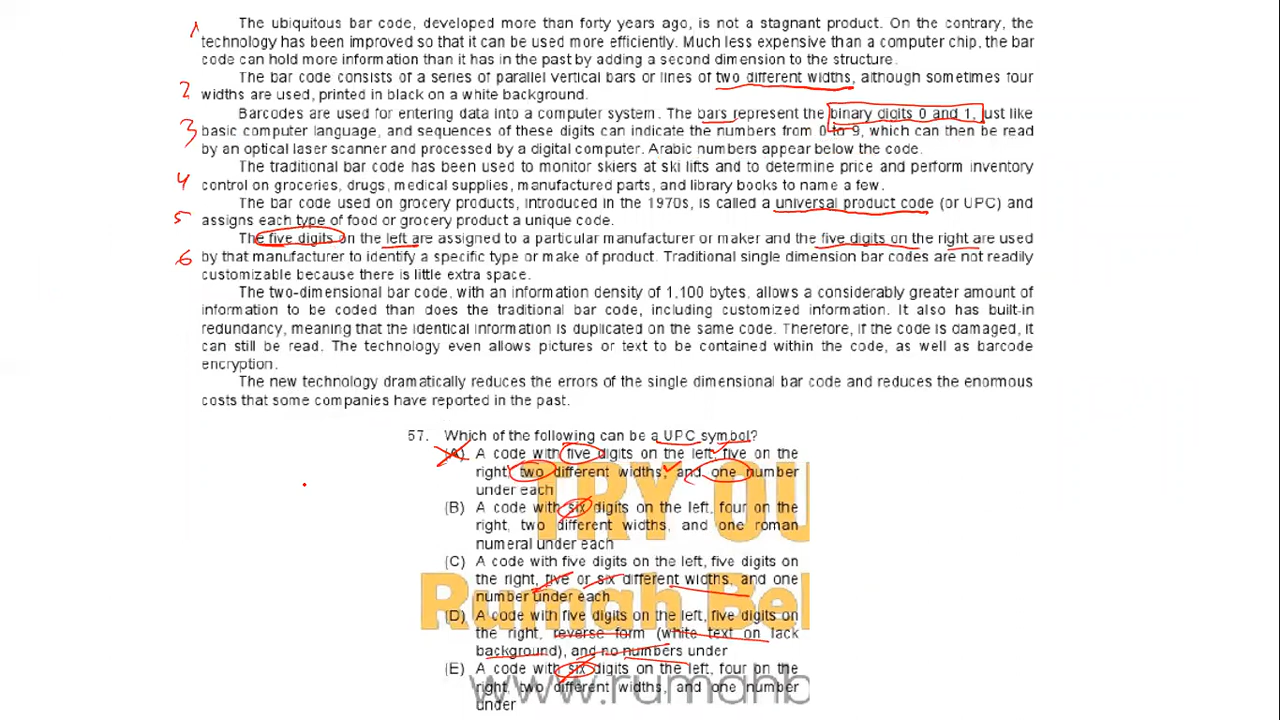 1 The ubiquitous bar code, developed more than forty years ago, is not a stagnant product. On the contrary, the
technology has been improved so that it can be used more efficiently. Much less expensive than a computer chip, the bar
code can hold more information than it has in the past by adding a second dimension to the structure.
The bar code consists of a series of parallel vertical bars or lines of two different widths, although sometimes four
2 widths are used, printed in black on a white background.
Barcodes are used for entering data into a computer system. The bars represent the binary digits 0 and 1, just like
3 basic computer language, and sequences of these digits can indicate the numbers from 0 to 9, which can then be read
by an optical laser scanner and processed by a digital computer. Arabic numbers appear below the code.
The traditional bar code has been used to monitor skiers at ski lifts and to determine price and perform inventory
4 control on groceries, drugs, medical supplies, manufactured parts, and library books to name a few.
The bar code used on grocery products, introduced in the 1970s, is called a universal product code (or UPC) and
5 assigns each type of food or grocery product a unique code.
The five digits on the left are assigned to a particular manufacturer or maker and the five digits on the right are used
6 by that manufacturer to identify a specific type or make of product. Traditional single dimension bar codes are not readily
customizable because there is little extra space.
The two-dimensional bar code, with an information density of 1,100 bytes, allows a considerably greater amount of
information to be coded than does the traditional bar code, including customized information. It also has built-in
redundancy, meaning that the identical information is duplicated on the same code. Therefore, if the code is damaged, it
can still be read. The technology even allows pictures or text to be contained within the code, as well as barcode
encryption.
The new technology dramatically reduces the errors of the single dimensional bar code and reduces the enormous
costs that some companies have reported in the past.
57. Which of the following can be a UPC symbol?
(A) A code with five digits on the left, five on the
right, two different widths, and one number
under each
(B) A code with six digits on the left, four on the
right, two different widths, and one roman
numeral under each
(C) A code with five digits on the left, five digits on
the right, five or six different widths, and one
number under each
(D) A code with five digits on the left, five digits on
the right, reverse form (white text on lack
background), and no numbers under
(E) A code with six digits on the left, four on the
right, two different widths, and one number
under
TRY OU
Rumah Bel
www.rumahb